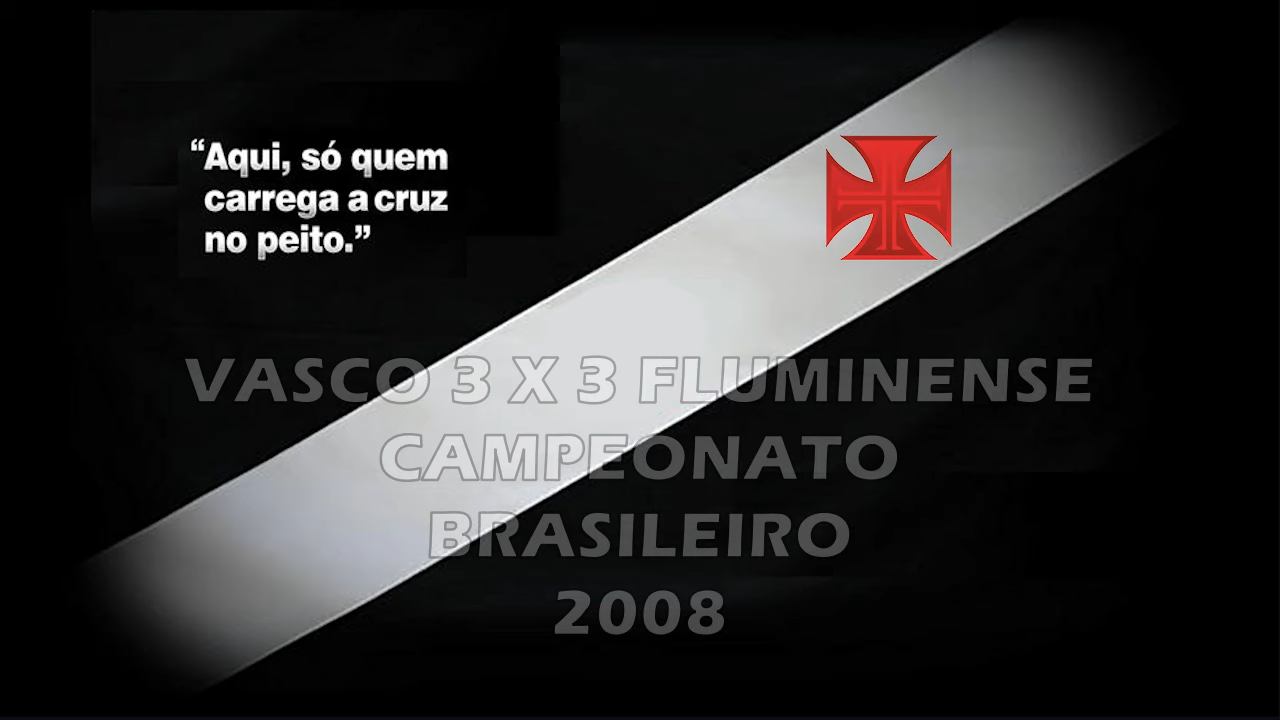 “Aqui, só quem
carrega a cruz
no peito.”
VASCO 3 X 3 FLUMINENSE
CAMPEONATO
BRASILEIRO
2008